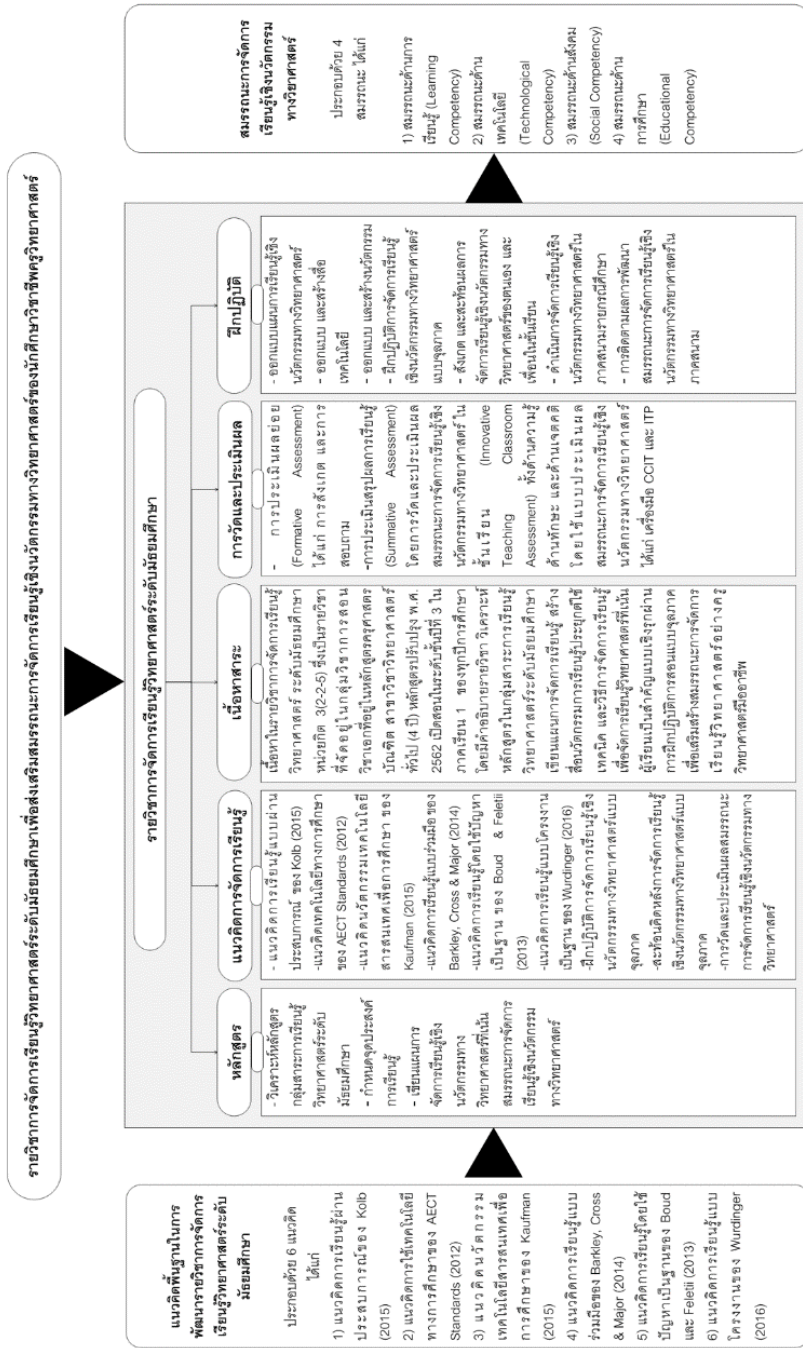 รายวิชาการจัดการเรียนรู้วิทยาศาสตร์ระดับมัธยมศึกษาเพื่อส่งเสริมสมรรถนะการจัดการเรียนรู้เชิงนวัตกรรมทางวิทยาศาสตร์ของนักศึกษาวิชาชีพครูวิทยาศาสตร์
แนวคิดพื้นฐานในการ
พัฒนารายวิชาการจัดการ
เรียนรู้วิทยาศาสตร์ระดับ
มัธยมศึกษา
ประกอบด้วย 6 แนวคิด
ได้แก่
1) แนวคิดการเรียนรู้ผ่าน
ประสบการณ์ของ Kolb
(2015)
2) แนวคิดการใช้เทคโนโลยี
ทางการศึกษาของ AECT
Standards (2012)
3) แนวคิดนวัตกรรม
เทคโนโลยีสารสนเทศเพื่อ
การศึกษาของ Kaufman
(2015)
4) แนวคิดการเรียนรู้แบบ
ร่วมมือของ Barkley, Cross
& Major (2014)
5) แนวคิดการเรียนรู้โดยใช้
ปัญหาเป็นฐานของ Boud
และ Feletii (2013)
6) แนวคิดการเรียนรู้แบบ
โครงงานของ Wurdinger
(2016)
รายวิชาการจัดการเรียนรู้วิทยาศาสตร์ระดับมัธยมศึกษา
หลักสูตร
- วิเคราะห์หลักสูตร
กลุ่มสาระการเรียนรู้
วิทยาศาสตร์ระดับ
มัธยมศึกษา
- กำหนดจุดประสงค์
การเรียนรู้
- เขียนแผนการ
จัดการเรียนรู้เชิง
นวัตกรรมทาง
วิทยาศาสตร์ที่เน้น
สมรรถนะการจัดการ
เรียนรู้เชิงนวัตกรรม
ทางวิทยาศาสตร์
แนวคิดการจัดการเรียนรู้
- แนวคิดการเรียนรู้แบบผ่าน
ประสบการณ์ ของ Kolb (2015)
-แนวคิดเทคโนโลยีทางการศึกษา
ของ AECT Standards (2012)
-แนวคิดนวัตกรรมเทคโนโลยี
สารสนเทศเพื่อการศึกษา ของ
Kaufman (2015)
-แนวคิดการเรียนรู้แบบร่วมมือ ของ
Barkley, Cross & Major (2014)
-แนวคิดการเรียนรู้โดยใช้ปัญหา
เป็นฐาน ของ Boud & Feletii
(2013)
-แนวคิดการเรียนรู้แบบโครงงาน
เป็นฐาน ของ Wurdinger (2016)
-ฝึกปฏิบัติการจัดการเรียนรู้เชิง
นวัตกรรมทางวิทยาศาสตร์แบบ
จุลภาค
-สะท้อนคิดหลังการจัดการเรียนรู้
เชิงนวัตกรรมทางวิทยาศาสตร์แบบ
จุลภาค
-การวัดและประเมินผลสมรรถนะ
การจัดการเรียนรู้เชิงนวัตกรรมทาง
วิทยาศาสตร์
เนื้อหาสาระ
เนื้อหาในรายวิชาการจัดการเรียนรู้
วิทยาศาสตร์ ระดับมัธยมศึกษา
หน่วยกิต 3(2-2-5) ซึ่งเป็นรายวิชา
ที่จัดอยู่ในกลุ่มวิชาการสอน
วิชาเอกที่อยู่ในหลักสูตรครุศาสตร
บัณฑิต สาขาวิชาวิทยาศาสตร์
ทั่วไป (4 ปี) หลักสูตรปรับปรุง พ.ศ.
2562 เปิดสอนในระดับชั้นปีที่ 3 ใน
ภาคเรียน 1 ของทุกปีการศึกษา
โดยมีคำอธิบายรายวิชา วิเคราะห์
หลักสูตรในกลุ่มสาระการเรียนรู้
วิทยาศาสตร์ระดับมัธยมศึกษา
เขียนแผนการจัดการเรียนรู้ สร้าง
สื่อนวัตกรรมการเรียนรู้ประยุกต์ใช้
เทคนิค และวิธีการจัดการเรียนรู้
เพื่อจัดการเรียนรู้วิทยาศาสตร์ที่เน้น
ผู้เรียนเป็นสำคัญแบบเชิงรุกผ่าน
การฝึกปฏิบัติการสอนแบบจุลภาค
เพื่อเสริมสร้างสมรรถนะการจัดการ
เรียนรู้วิทยาศาสตร์อย่างครู
วิทยาศาสตร์มืออาชีพ
การวัดและประเมินผล
- การประเมินผลย่อย
(Formative Assessment)
ได้แก่ การสังเกต และการ
สอบถาม
-การประเมินสรุปผลการเรียนรู้
(Summative Assessment)
โดยการวัดและประเมินผล
สมรรถนะการจัดการเรียนรู้เชิง
นวัตกรรมทางวิทยาศาสตร์ ใน
ชั้นเรียน (Innovative
Teaching Classroom
Assessment) ทั้งด้านความรู้
ด้านทักษะ และด้านเจตคติ
โดยใช้แบบประเมินผล
สมรรถนะการจัดการเรียนรู้เชิง
นวัตกรรมทางวิทยาศาสตร์
ได้แก่ เครื่องมือ CCIT และ ITP
ฝึกปฏิบัติ
- ออกแบบแผนการเรียนรู้เชิง
นวัตกรรมทางวิทยาศาสตร์
- ออกแบบ และสร้างสื่อ
เทคโนโลยี
- ออกแบบ และสร้างนวัตกรรม
- ฝึกปฏิบัติการจัดการเรียนรู้
เชิงนวัตกรรมทางวิทยาศาสตร์
แบบจุลภาค
- สังเกต และสะท้อนผลการ
จัดการเรียนรู้เชิงนวัตกรรมทาง
วิทยาศาสตร์ของตนเอง และ
เพื่อนในชั้นเรียน
- ดำเนินการจัดการเรียนรู้เชิง
นวัตกรรมทางวิทยาศาสตร์ใน
ภาคสนามรายกรณีศึกษา
- การติดตามผลการพัฒนา
สมรรถนะการจัดการเรียนรู้เชิง
นวัตกรรมทางวิทยาศาสตร์ใน
ภาคสนาม
สมรรถนะการจัดการ
เรียนรู้เชิงนวัตกรรม
ทางวิทยาศาสตร์
ประกอบด้วย 4
สมรรถนะ ได้แก่
1) สมรรถนะด้านการ
เรียนรู้ (Learning
Competency)
2) สมรรถนะด้าน
เทคโนโลยี
(Technological
Competency)
3) สมรรถนะด้านสังคม
(Social Competency)
4) สมรรถนะด้าน
การศึกษา
(Educational
Competency)